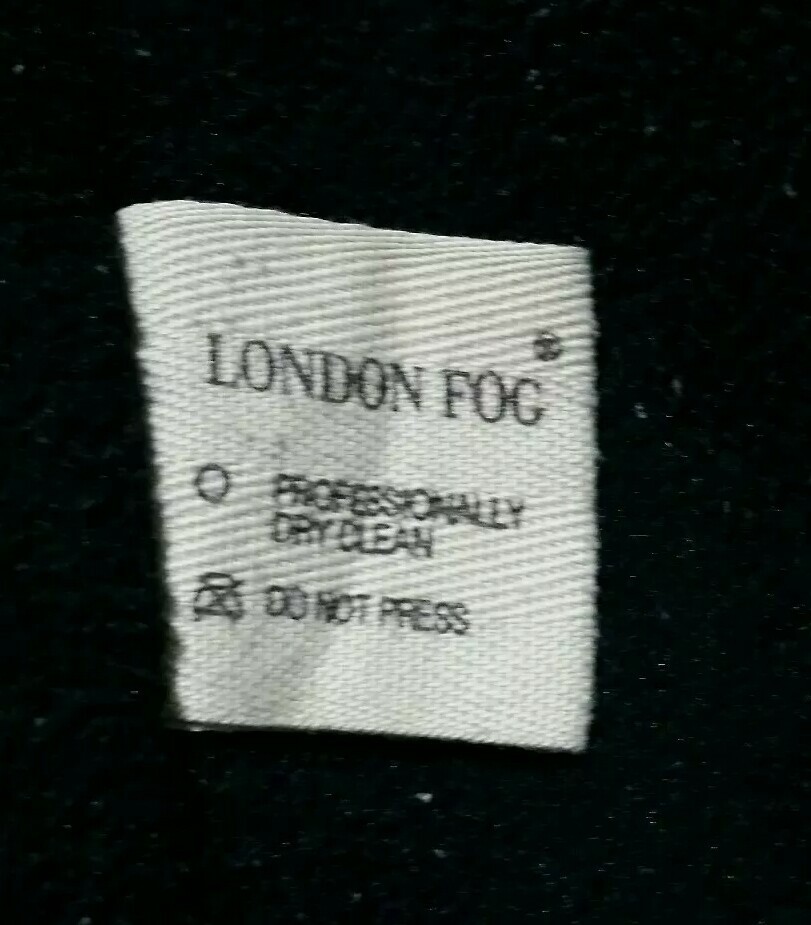 LONDON FOG®
PROFESSIONALLY
DRY CLEAN
DO NOT PRESS